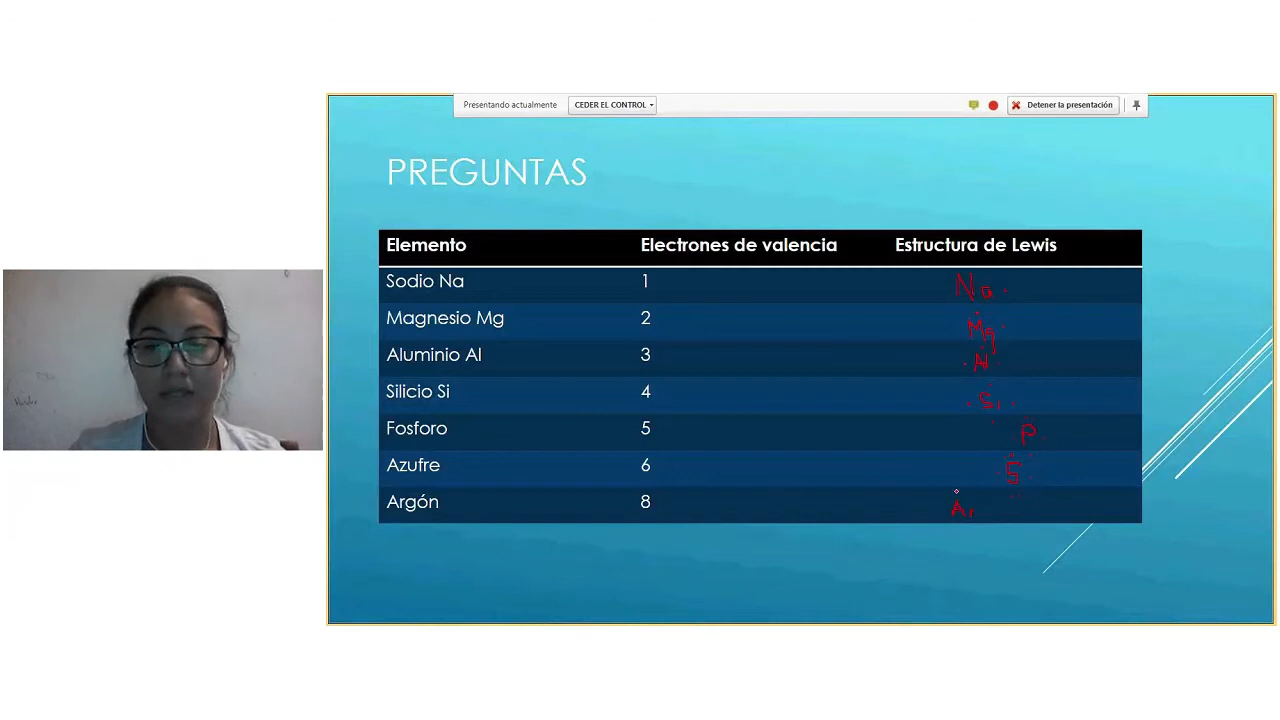 Presentando actualmente CEDER EL CONTROL Detener la presentación
PREGUNTAS
Elemento Electrones de valencia Estructura de Lewis
Sodio Na 1 Na
Magnesio Mg 2 Mg
Aluminio Al 3 Al
Silicio Si 4 Si
Fosforo 5 P
Azufre 6 S
Argón 8 Ar